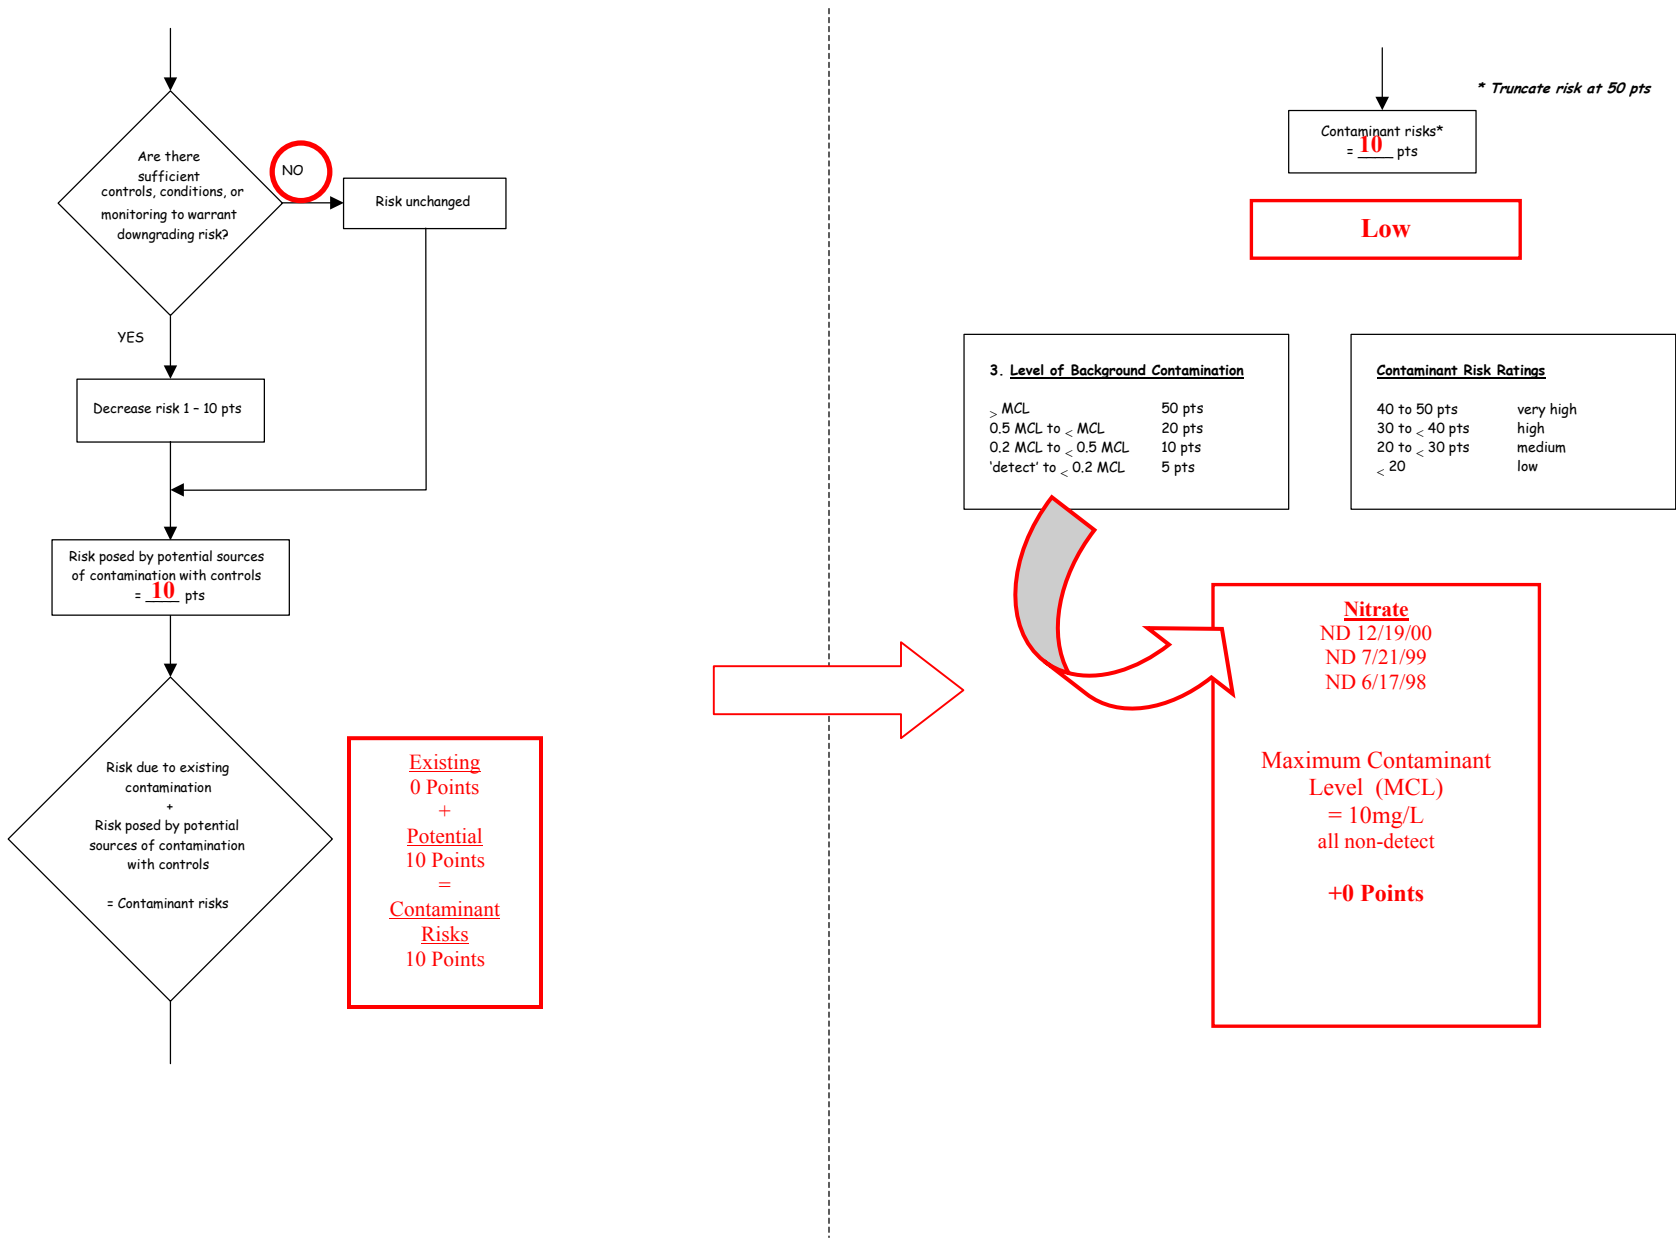 Are there
sufficient
controls, conditions, or
monitoring to warrant
downgrading risk?
NO
Risk unchanged
YES
Decrease risk 1 – 10 pts
Risk posed by potential sources
of contamination with controls
= 10 pts
Risk due to existing
contamination
+
Risk posed by potential
sources of contamination
with controls
= Contaminant risks
Existing
0 Points
+
Potential
10 Points
=
Contaminant
Risks
10 Points
* Truncate risk at 50 pts
Contaminant risks*
= 10 pts
Low
3. Level of Background Contamination
> MCL 50 pts
0.5 MCL to < MCL 20 pts
0.2 MCL to < 0.5 MCL 10 pts
'detect' to < 0.2 MCL 5 pts
Contaminant Risk Ratings
40 to 50 pts very high
30 to < 40 pts high
20 to < 30 pts medium
< 20 low
Nitrate
ND 12/19/00
ND 7/21/99
ND 6/17/98
Maximum Contaminant
Level (MCL)
= 10mg/L
all non-detect
+0 Points